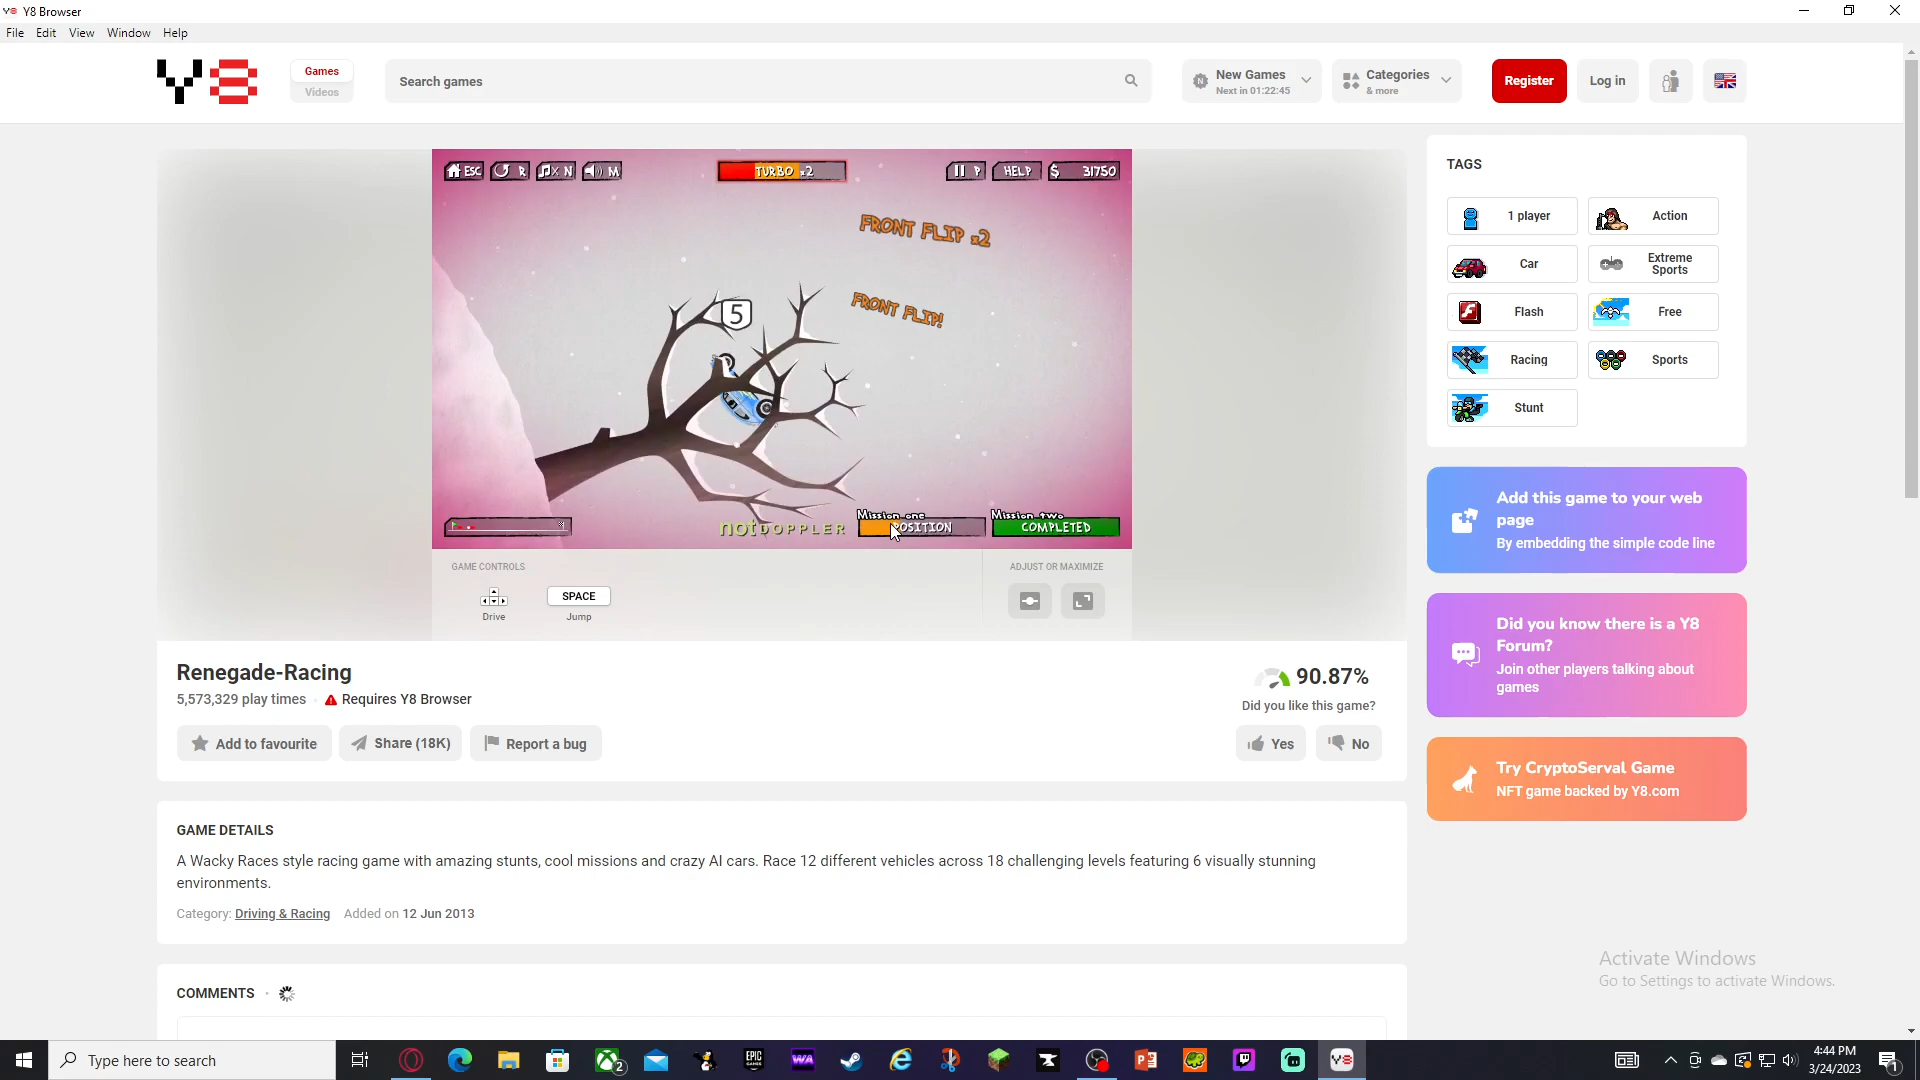 Y8 Browser
File Edit View Window Help
Y8
Games
Videos
Search games
New Games
Next in 01:22:45
Categories
& more
Register
Log in
ESC
R
N
M
TURBO x2
P
HELP
$ 31750
FRONT FLIP x2
FRONT FLIP!
5
notDOPPLER
Mission one
POSITION
Mission two
COMPLETED
GAME CONTROLS
Drive
SPACE
Jump
ADJUST OR MAXIMIZE
Renegade-Racing
5,573,329 play times · Requires Y8 Browser
Add to favourite
Share (18K)
Report a bug
90.87%
Did you like this game?
Yes
No
GAME DETAILS
A Wacky Races style racing game with amazing stunts, cool missions and crazy AI cars. Race 12 different vehicles across 18 challenging levels featuring 6 visually stunning
environments.
Category: Driving & Racing Added on 12 Jun 2013
COMMENTS ·
TAGS
1 player
Action
Car
Extreme
Sports
Flash
Free
Racing
Sports
Stunt
Add this game to your web
page
By embedding the simple code line
Did you know there is a Y8
Forum?
Join other players talking about
games
Try CryptoServal Game
NFT game backed by Y8.com
Activate Windows
Go to Settings to activate Windows.
Type here to search
2
WA
EPIC
GAMES
Y8
4:44 PM
3/24/2023
1